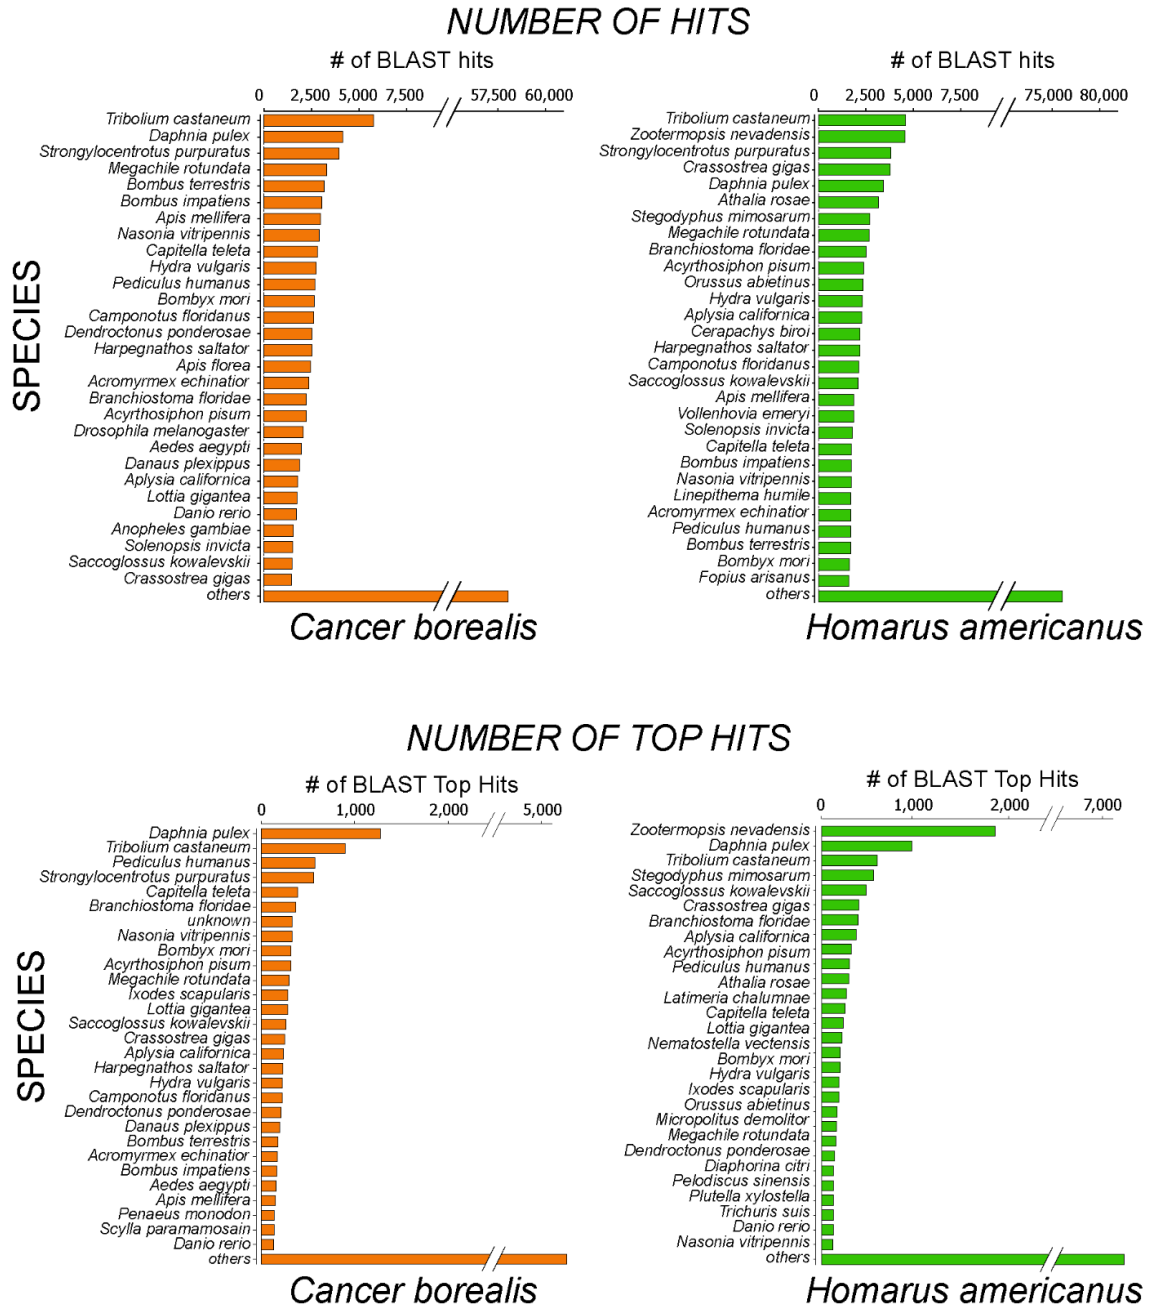 NUMBER OF HITS
# of BLAST hits
0 2,500 5,000 7,500 57,500 60,000
SPECIES
Tribolium castaneum
Daphnia pulex
Strongylocentrotus purpuratus
Megachile rotundata
Bombus terrestris
Bombus impatiens
Apis mellifera
Nasonia vitripennis
Capitella teleta
Hydra vulgaris
Pediculus humanus
Bombyx mori
Camponotus floridanus
Dendroctonus ponderosae
Harpegnathos saltator
Apis florea
Acromyrmex echinatior
Branchiostoma floridae
Acyrthosiphon pisum
Drosophila melanogaster
Aedes aegypti
Danaus plexippus
Aplysia californica
Lottia gigantea
Danio rerio
Anopheles gambiae
Solenopsis invicta
Saccoglossus kowalevskii
Crassostrea gigas
others
Cancer borealis
# of BLAST hits
0 2,500 5,000 7,500 75,000 80,000
Tribolium castaneum
Zootermopsis nevadensis
Strongylocentrotus purpuratus
Crassostrea gigas
Daphnia pulex
Athalia rosae
Stegodyphus mimosarum
Megachile rotundata
Branchiostoma floridae
Acyrthosiphon pisum
Orussus abietinus
Hydra vulgaris
Aplysia californica
Cerapachys biroi
Harpegnathos saltator
Camponotus floridanus
Saccoglossus kowalevskii
Apis mellifera
Vollenhovia emeryi
Solenopsis invicta
Capitella teleta
Bombus impatiens
Nasonia vitripennis
Linepithema humile
Acromyrmex echinatior
Pediculus humanus
Bombus terrestris
Bombyx mori
Fopius arisanus
others
Homarus americanus
NUMBER OF TOP HITS
# of BLAST Top Hits
0 1,000 2,000 5,000
SPECIES
Daphnia pulex
Tribolium castaneum
Pediculus humanus
Strongylocentrotus purpuratus
Capitella teleta
Branchiostoma floridae
unknown
Nasonia vitripennis
Bombyx mori
Acyrthosiphon pisum
Megachile rotundata
Ixodes scapularis
Lottia gigantea
Saccoglossus kowalevskii
Crassostrea gigas
Aplysia californica
Harpegnathos saltator
Hydra vulgaris
Camponotus floridanus
Dendroctonus ponderosae
Danaus plexippus
Bombus terrestris
Acromyrmex echinatior
Bombus impatiens
Aedes aegypti
Apis mellifera
Penaeus monodon
Scylla paramamosain
Danio rerio
others
Cancer borealis
# of BLAST Top Hits
0 1,000 2,000 7,000
Zootermopsis nevadensis
Daphnia pulex
Tribolium castaneum
Stegodyphus mimosarum
Saccoglossus kowalevskii
Crassostrea gigas
Branchiostoma floridae
Aplysia californica
Acyrthosiphon pisum
Pediculus humanus
Athalia rosae
Latimeria chalumnae
Capitella teleta
Lottia gigantea
Nematostella vectensis
Bombyx mori
Hydra vulgaris
Ixodes scapularis
Orussus abietinus
Micropolitus demolitor
Megachile rotundata
Dendroctonus ponderosae
Diaphorina citri
Pelodiscus sinensis
Plutella xylostella
Trichuris suis
Danio rerio
Nasonia vitripennis
others
Homarus americanus